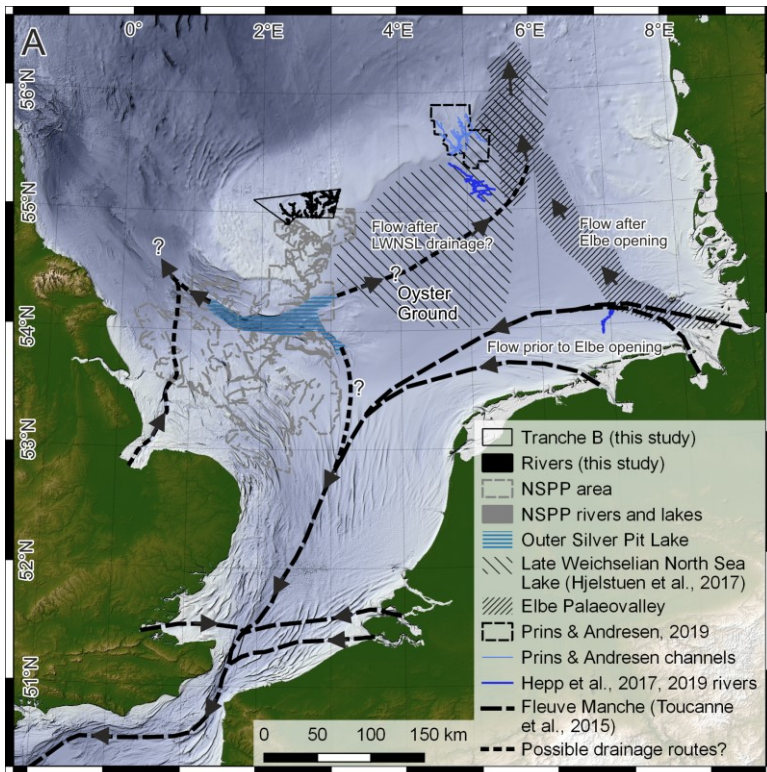 A
0°
2°E
4°E
6°E
8°E
56°N
55°N
54°N
53°N
52°N
51°N
?
Flow after
LWNSL drainage?
Flow after
Elbe opening
?
Oyster
Ground
Flow prior to Elbe opening
?
Tranche B (this study)
Rivers (this study)
NSPP area
NSPP rivers and lakes
Outer Silver Pit Lake
Late Weichselian North Sea
Lake (Hjelstuen et al., 2017)
Elbe Palaeovalley
Prins & Andresen, 2019
Prins & Andresen channels
Hepp et al., 2017, 2019 rivers
Fleuve Manche (Toucanne
et al., 2015)
Possible drainage routes?
0 50 100 150 km